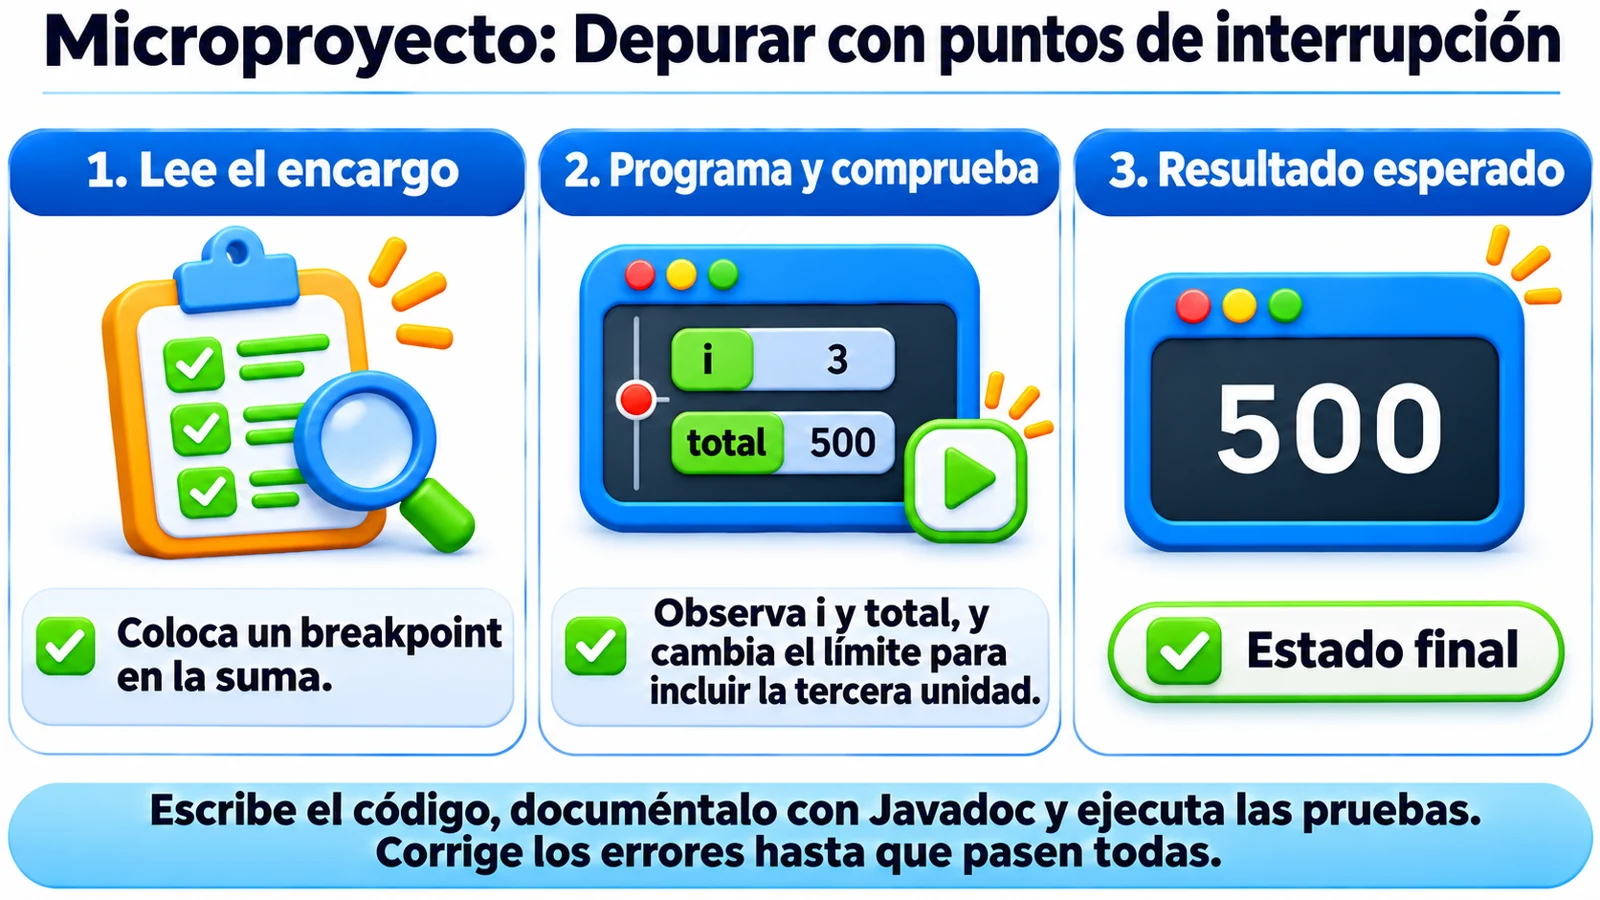 Microproyecto: Depurar con puntos de interrupción
1. Lee el encargo
Coloca un breakpoint
en la suma.
2. Programa y comprueba
i 3
total 500
Observa i y total, y
cambia el límite para
incluir la tercera unidad.
3. Resultado esperado
500
Estado final
Escribe el código, documéntalo con Javadoc y ejecuta las pruebas.
Corrige los errores hasta que pasen todas.